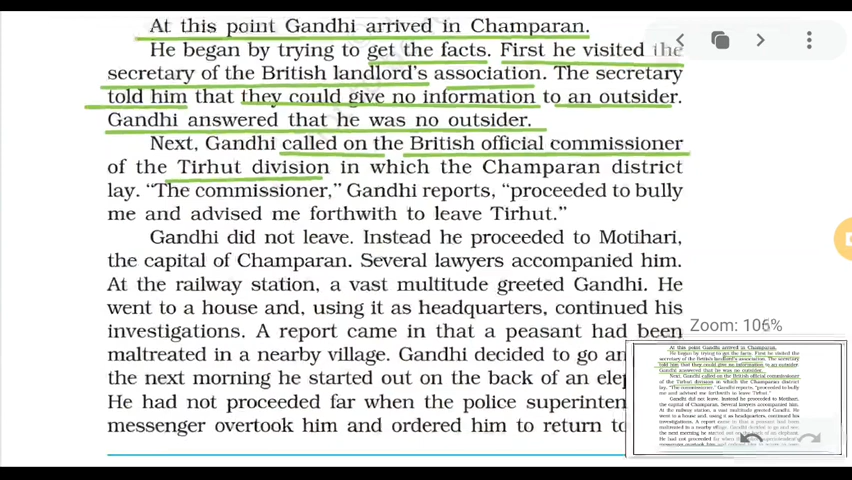 At this point Gandhi arrived in Champaran.
He began by trying to get the facts. First he visited the
secretary of the British landlord's association. The secretary
told him that they could give no information to an outsider.
Gandhi answered that he was no outsider.
Next, Gandhi called on the British official commissioner
of the Tirhut division in which the Champaran district
lay. “The commissioner,” Gandhi reports, “proceeded to bully
me and advised me forthwith to leave Tirhut.”
Gandhi did not leave. Instead he proceeded to Motihari,
the capital of Champaran. Several lawyers accompanied him.
At the railway station, a vast multitude greeted Gandhi. He
went to a house and, using it as headquarters, continued his
investigations. A report came in that a peasant had been
maltreated in a nearby village. Gandhi decided to go an
the next morning he started out on the back of an ele
He had not proceeded far when the police superinten
messenger overtook him and ordered him to return to
Zoom: 106%